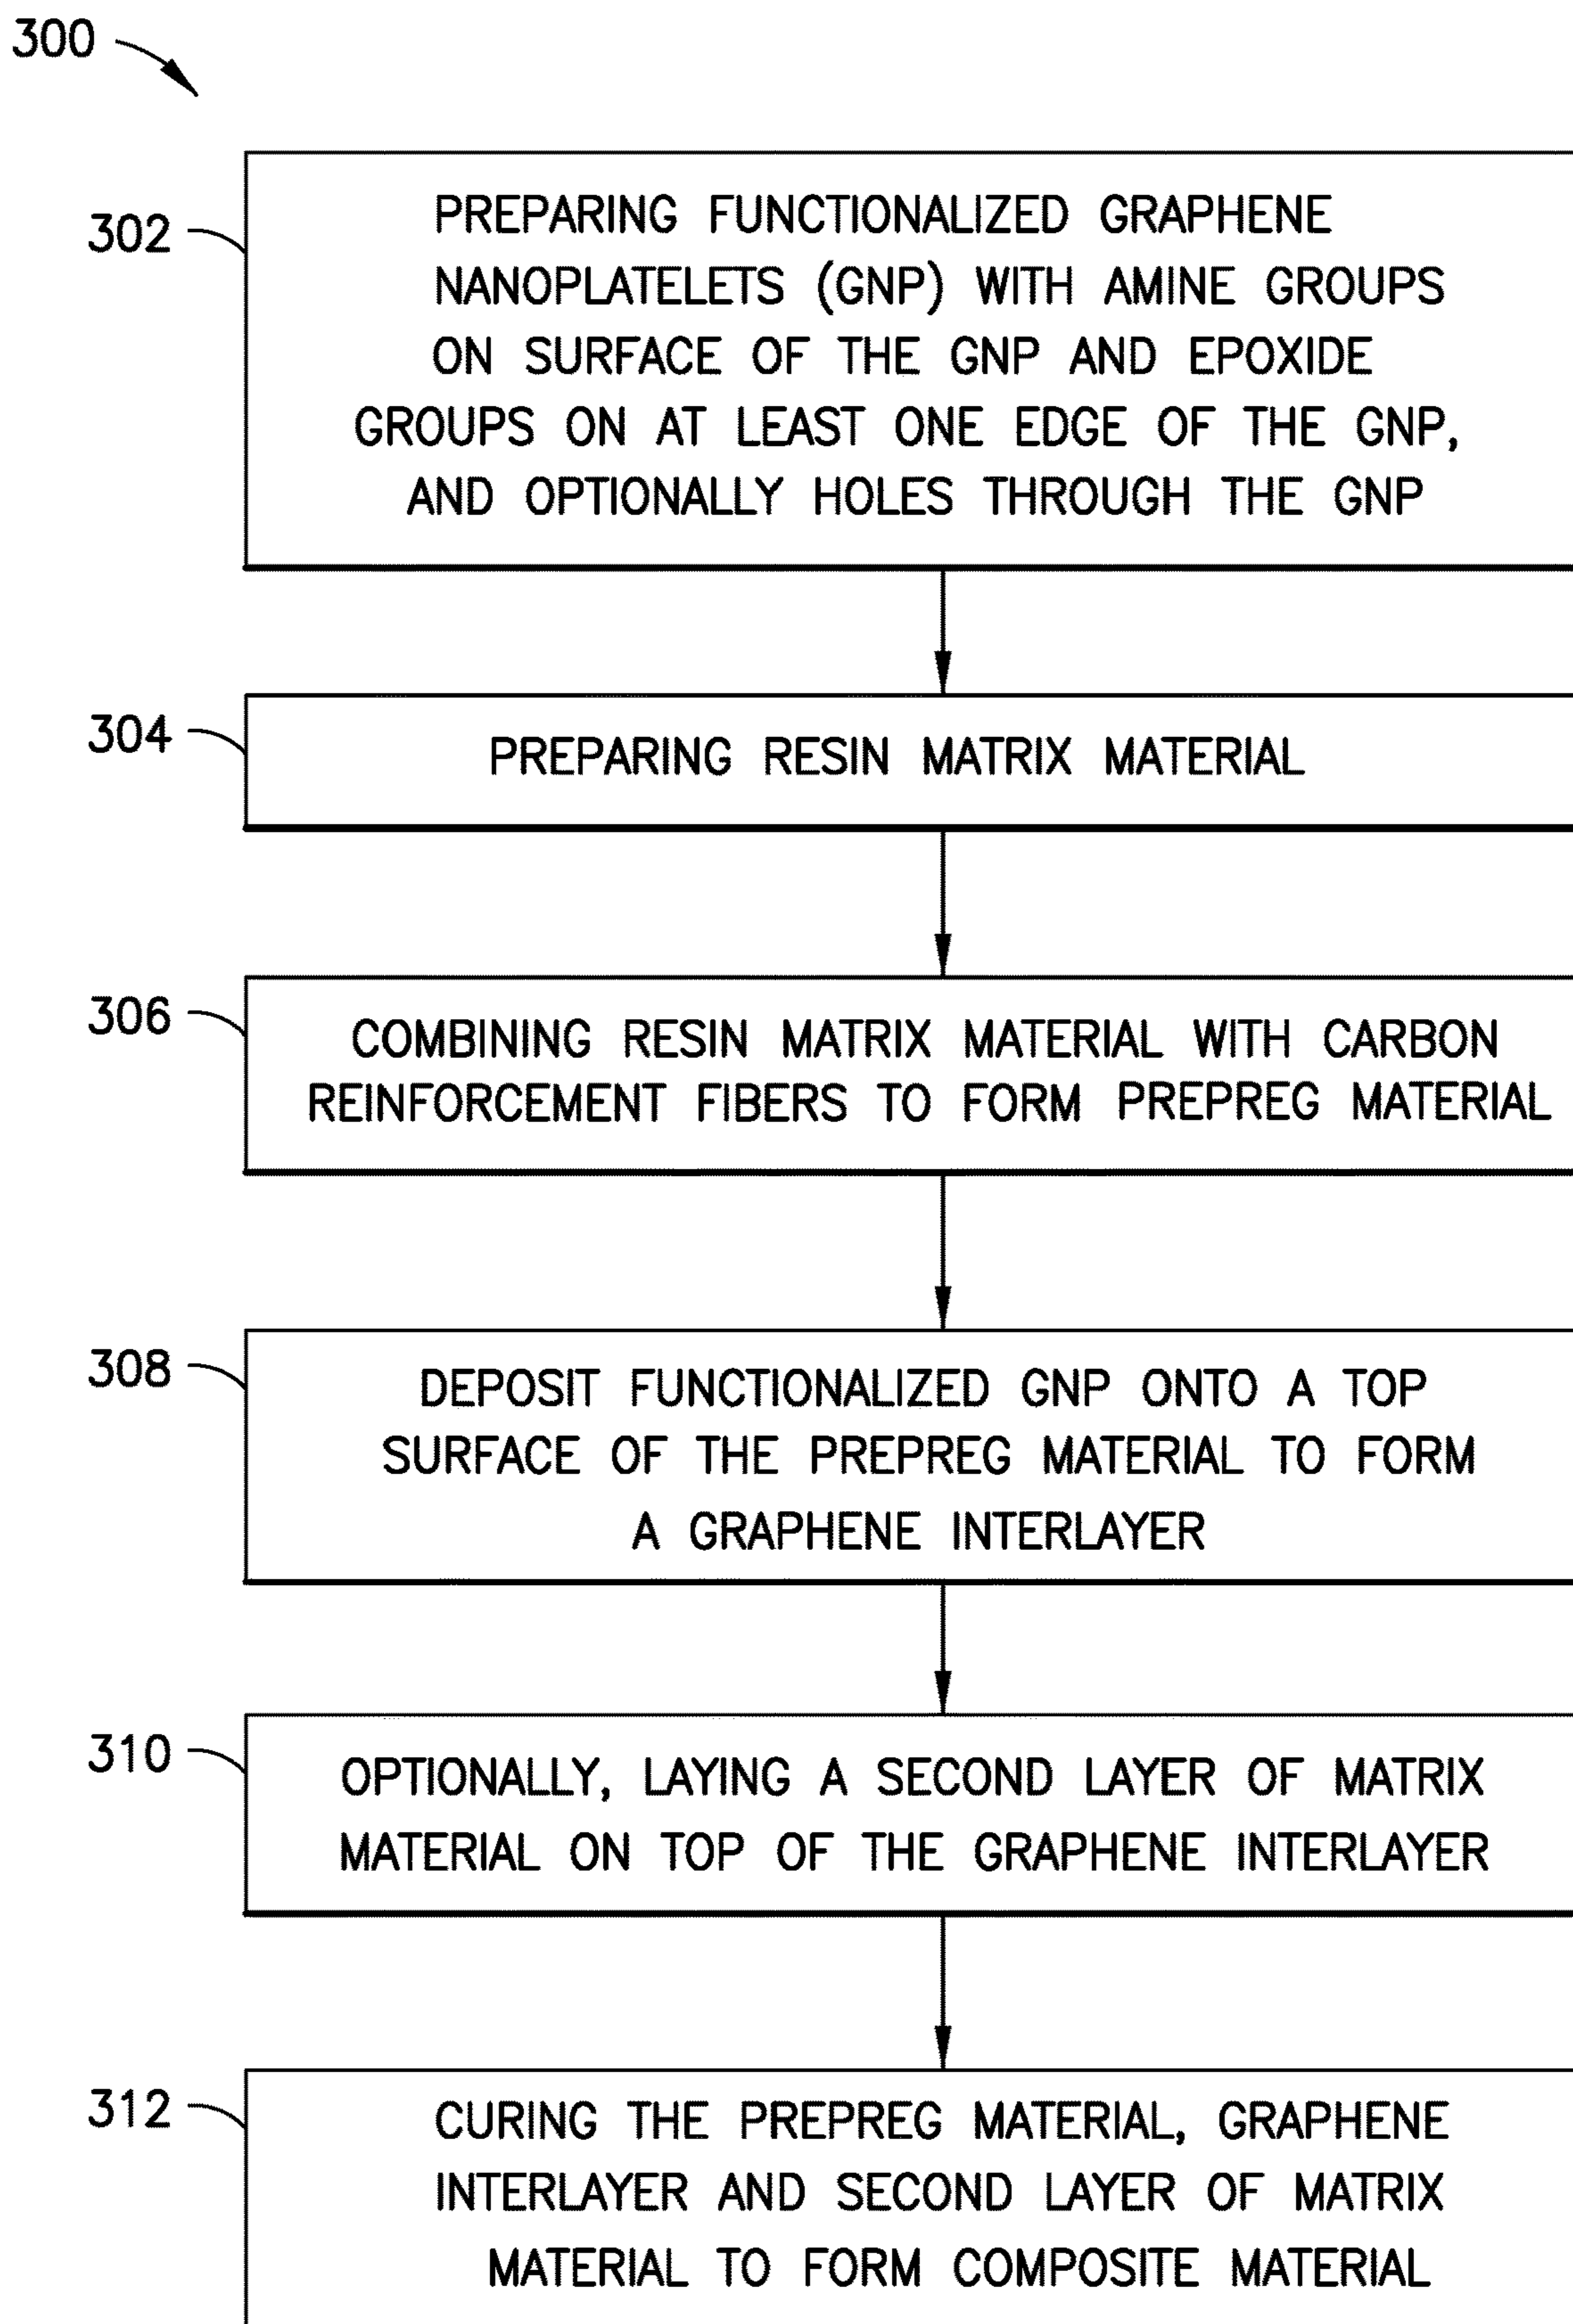 300
302
PREPARING FUNCTIONALIZED GRAPHENE
NANOPLATELETS (GNP) WITH AMINE GROUPS
ON SURFACE OF THE GNP AND EPOXIDE
GROUPS ON AT LEAST ONE EDGE OF THE GNP,
AND OPTIONALLY HOLES THROUGH THE GNP
304
PREPARING RESIN MATRIX MATERIAL
306
COMBINING RESIN MATRIX MATERIAL WITH CARBON
REINFORCEMENT FIBERS TO FORM PREPREG MATERIAL
308
DEPOSIT FUNCTIONALIZED GNP ONTO A TOP
SURFACE OF THE PREPREG MATERIAL TO FORM
A GRAPHENE INTERLAYER
310
OPTIONALLY, LAYING A SECOND LAYER OF MATRIX
MATERIAL ON TOP OF THE GRAPHENE INTERLAYER
312
CURING THE PREPREG MATERIAL, GRAPHENE
INTERLAYER AND SECOND LAYER OF MATRIX
MATERIAL TO FORM COMPOSITE MATERIAL